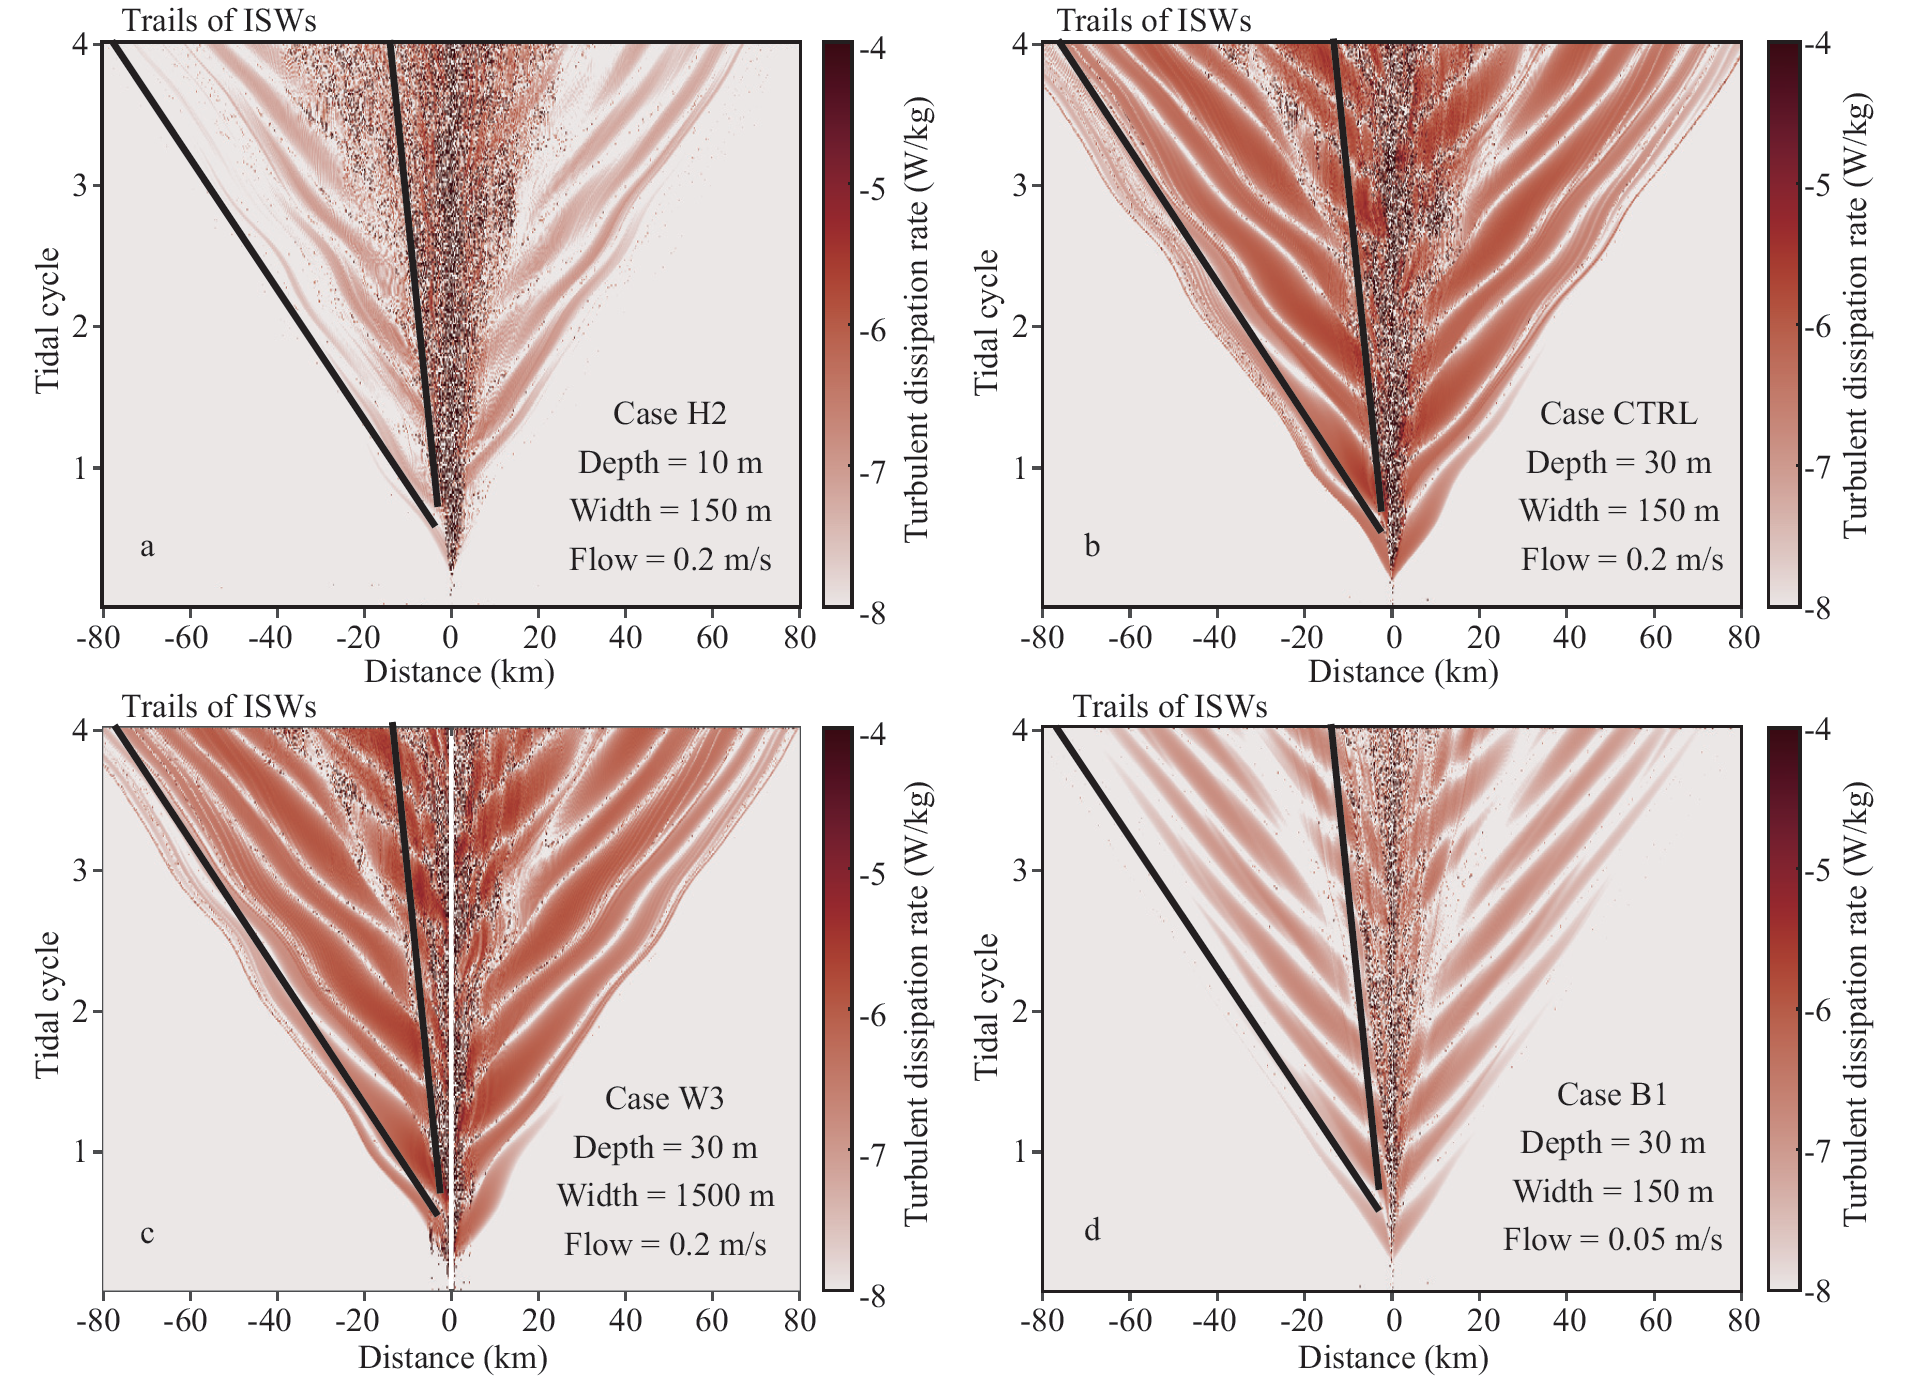 Trails of ISWs
4
3
2
1
Tidal cycle
Case H2
Depth = 10 m
Width = 150 m
Flow = 0.2 m/s
a
-80 -60 -40 -20 0 20 40 60 80
Distance (km)
-4
-5
-6
-7
-8
Turbulent dissipation rate (W/kg)
Trails of ISWs
4
3
2
1
Tidal cycle
Case CTRL
Depth = 30 m
Width = 150 m
Flow = 0.2 m/s
b
-80 -60 -40 -20 0 20 40 60 80
Distance (km)
-4
-5
-6
-7
-8
Turbulent dissipation rate (W/kg)
Trails of ISWs
4
3
2
1
Tidal cycle
Case W3
Depth = 30 m
Width = 1500 m
Flow = 0.2 m/s
c
-80 -60 -40 -20 0 20 40 60 80
Distance (km)
-4
-5
-6
-7
-8
Turbulent dissipation rate (W/kg)
Trails of ISWs
4
3
2
1
Tidal cycle
Case B1
Depth = 30 m
Width = 150 m
Flow = 0.05 m/s
d
-80 -60 -40 -20 0 20 40 60 80
Distance (km)
-4
-5
-6
-7
-8
Turbulent dissipation rate (W/kg)